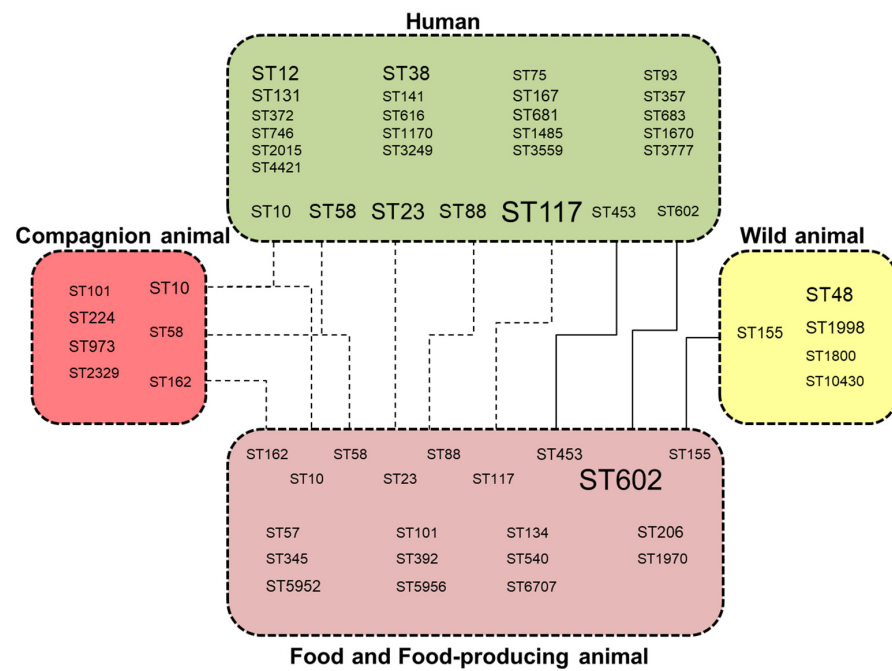 Human
ST12 ST38 ST75 ST93
ST131 ST141 ST167 ST357
ST372 ST616 ST681 ST683
ST746 ST1170 ST1485 ST1670
ST2015 ST3249 ST3559 ST3777
ST4421
ST10 ST58 ST23 ST88 ST117 ST453 ST602
Compagnion animal
ST101 ST10
ST224
ST58
ST973
ST2329
ST162
Wild animal
ST48
ST155 ST1998
ST1800
ST10430
ST162 ST58 ST88 ST453 ST155
ST10 ST23 ST117 ST602
ST57 ST101 ST134 ST206
ST345 ST392 ST540 ST1970
ST5952 ST5956 ST6707
Food and Food-producing animal